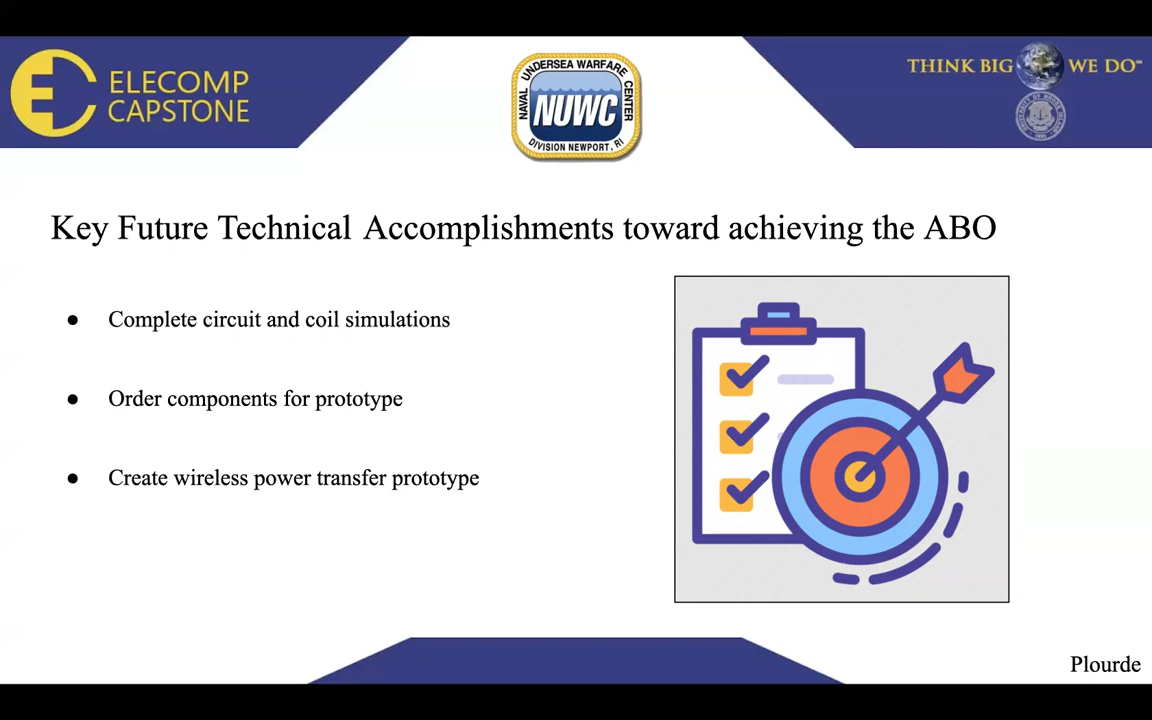 ELECOMP
CAPSTONE
NAVAL UNDERSEA WARFARE CENTER
NUWC
DIVISION NEWPORT, RI
THINK BIG WE DO™
Key Future Technical Accomplishments toward achieving the ABO
● Complete circuit and coil simulations
● Order components for prototype
● Create wireless power transfer prototype
Plourde